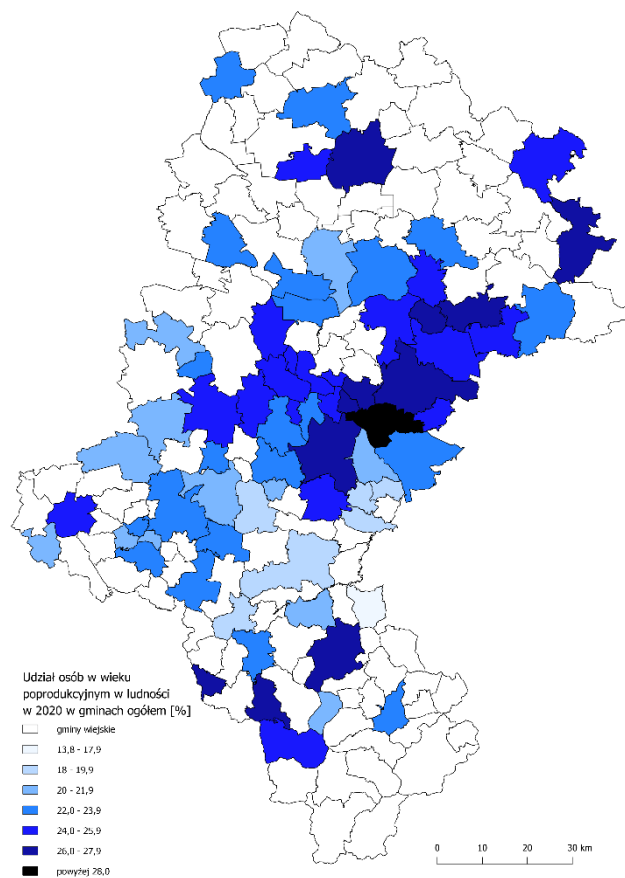 Udział osób w wieku
poprodukcyjnym w ludności
w 2020 w gminach ogółem [%]
gminy wiejskie
13,8 - 17,9
18 - 19,9
20 - 21,9
22,0 - 23,9
24,0 - 25,9
26,0 - 27,9
powyżej 28,0
0 10 20 30 km